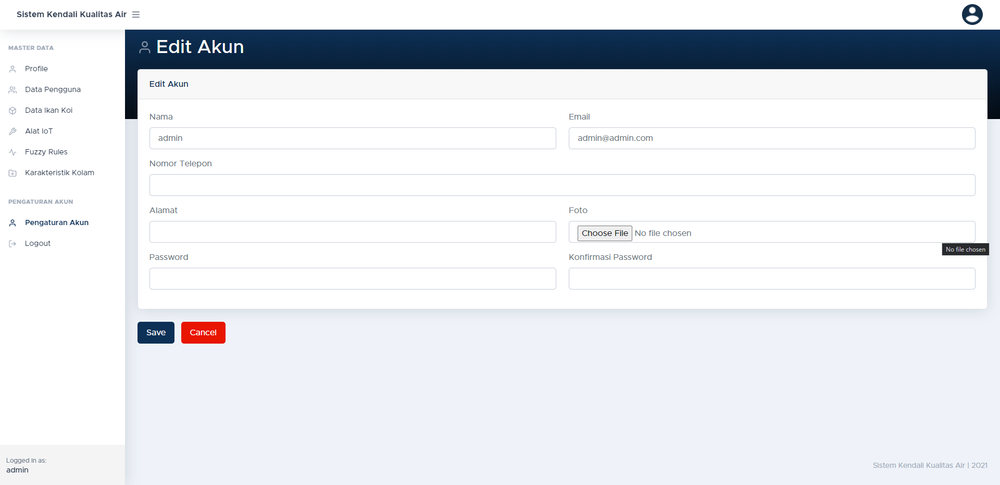 Sistem Kendali Kualitas Air
MASTER DATA
Profile
Data Pengguna
Data Ikan Koi
Alat IoT
Fuzzy Rules
Karakteristik Kolam
PENGATURAN AKUN
Pengaturan Akun
Logout
Logged in as:
admin
Edit Akun
Edit Akun
Nama
Email
admin
admin@admin.com
Nomor Telepon
Alamat
Foto
Choose File No file chosen
No file chosen
Password
Konfirmasi Password
Save
Cancel
Sistem Kendali Kualitas Air | 2021